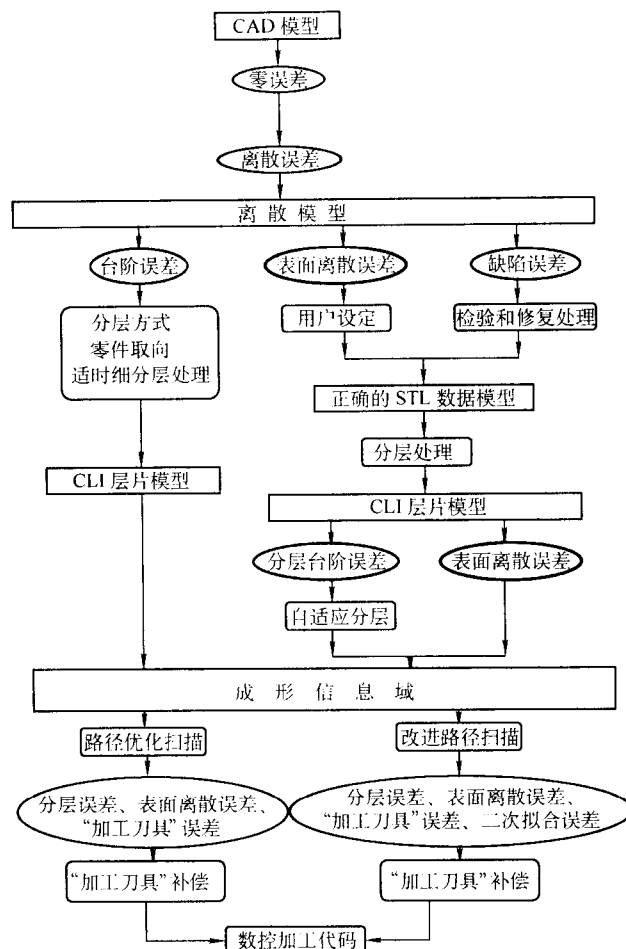 CAD 模型
零误差
离散误差
离散模型
台阶误差
表面离散误差
缺陷误差
分层方式
零件取向
适时细分层处理
用户设定
检验和修复处理
正确的 STL 数据模型
分层处理
CLI 层片模型
CLI 层片模型
分层台阶误差
表面离散误差
自适应分层
成形信息域
路径优化扫描
改进路径扫描
分层误差、表面离散误差、
“加工刀具”误差
分层误差、表面离散误差、
“加工刀具”误差、二次拟合误差
“加工刀具”补偿
“加工刀具”补偿
数控加工代码